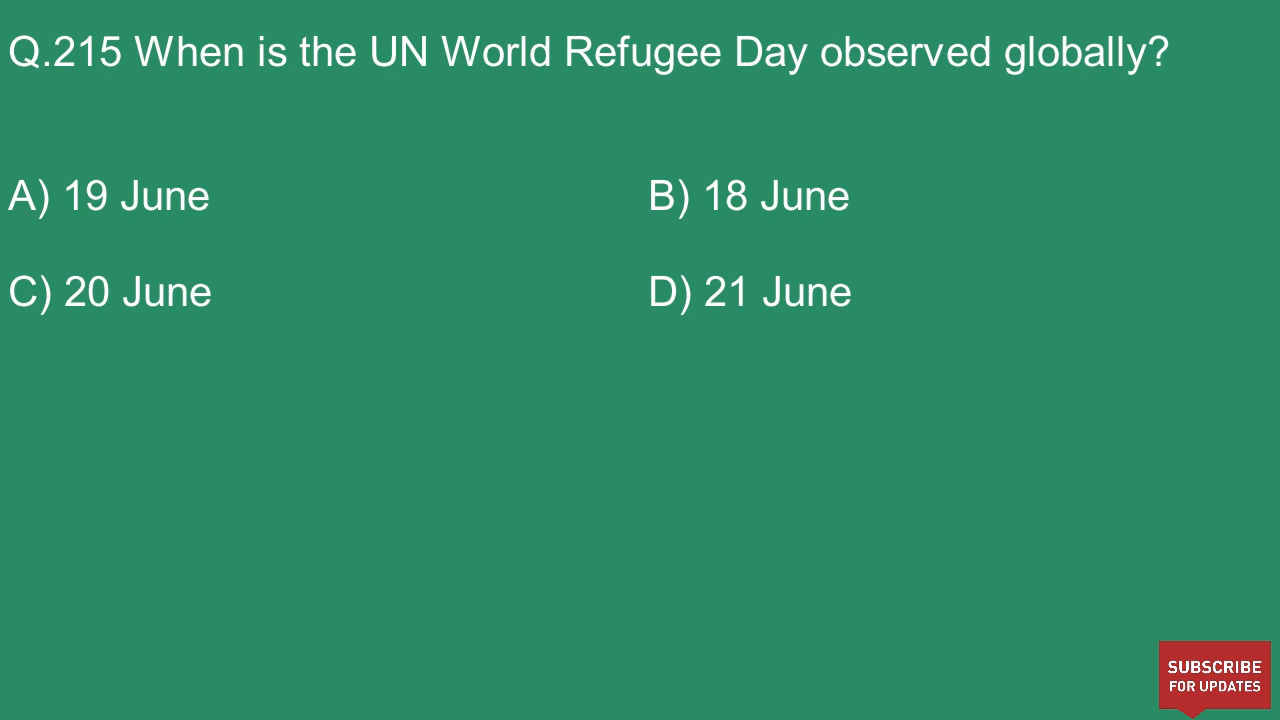 Q.215 When is the UN World Refugee Day observed globally?
A) 19 June
B) 18 June
C) 20 June
D) 21 June
SUBSCRIBE
FOR UPDATES